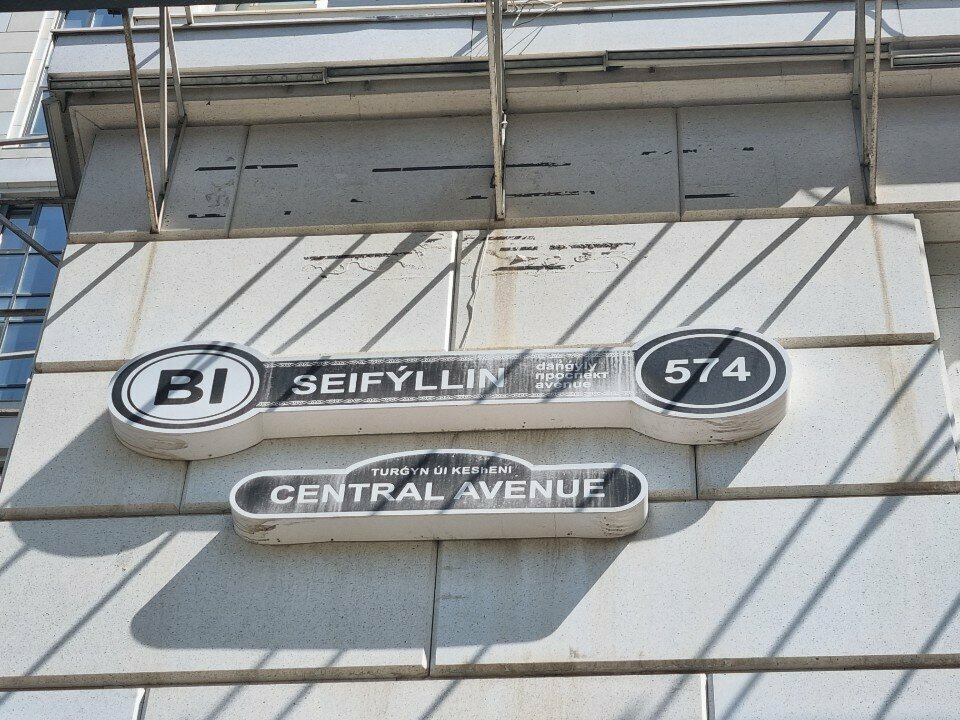 BI
SEIFÝLLIN
dańǵyly
проспект
avenue
574
TURǴYN ÚI KESHENI
CENTRAL AVENUE